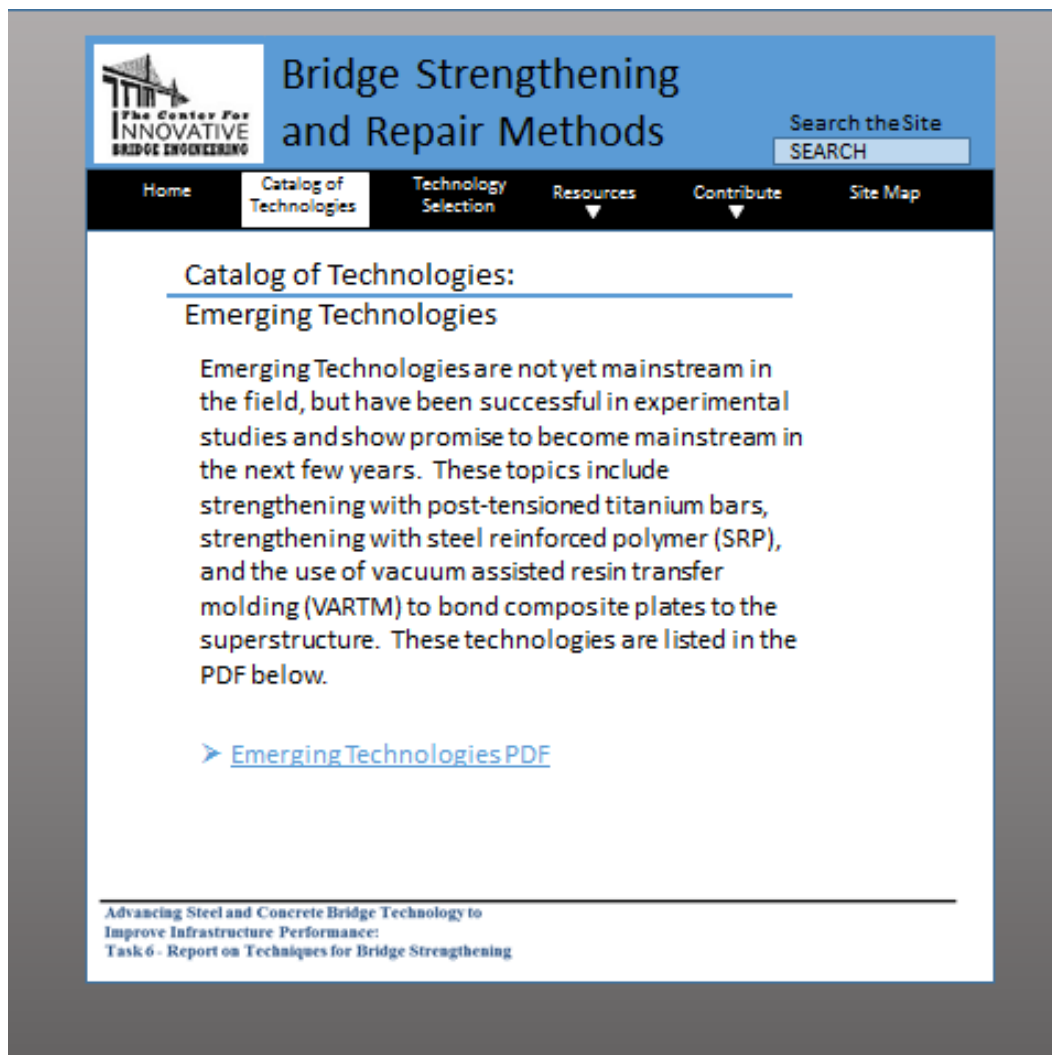 The Center For
INNOVATIVE
BRIDGE ENGINEERING
Bridge Strengthening
and Repair Methods
Search the Site
SEARCH
Home
Catalog of
Technologies
Technology
Selection
Resources
Contribute
Site Map
Catalog of Technologies:
Emerging Technologies
Emerging Technologies are not yet mainstream in
the field, but have been successful in experimental
studies and show promise to become mainstream in
the next few years. These topics include
strengthening with post-tensioned titanium bars,
strengthening with steel reinforced polymer (SRP),
and the use of vacuum assisted resin transfer
molding (VARTM) to bond composite plates to the
superstructure. These technologies are listed in the
PDF below.
Emerging Technologies PDF
Advancing Steel and Concrete Bridge Technology to
Improve Infrastructure Performance:
Task 6 - Report on Techniques for Bridge Strengthening